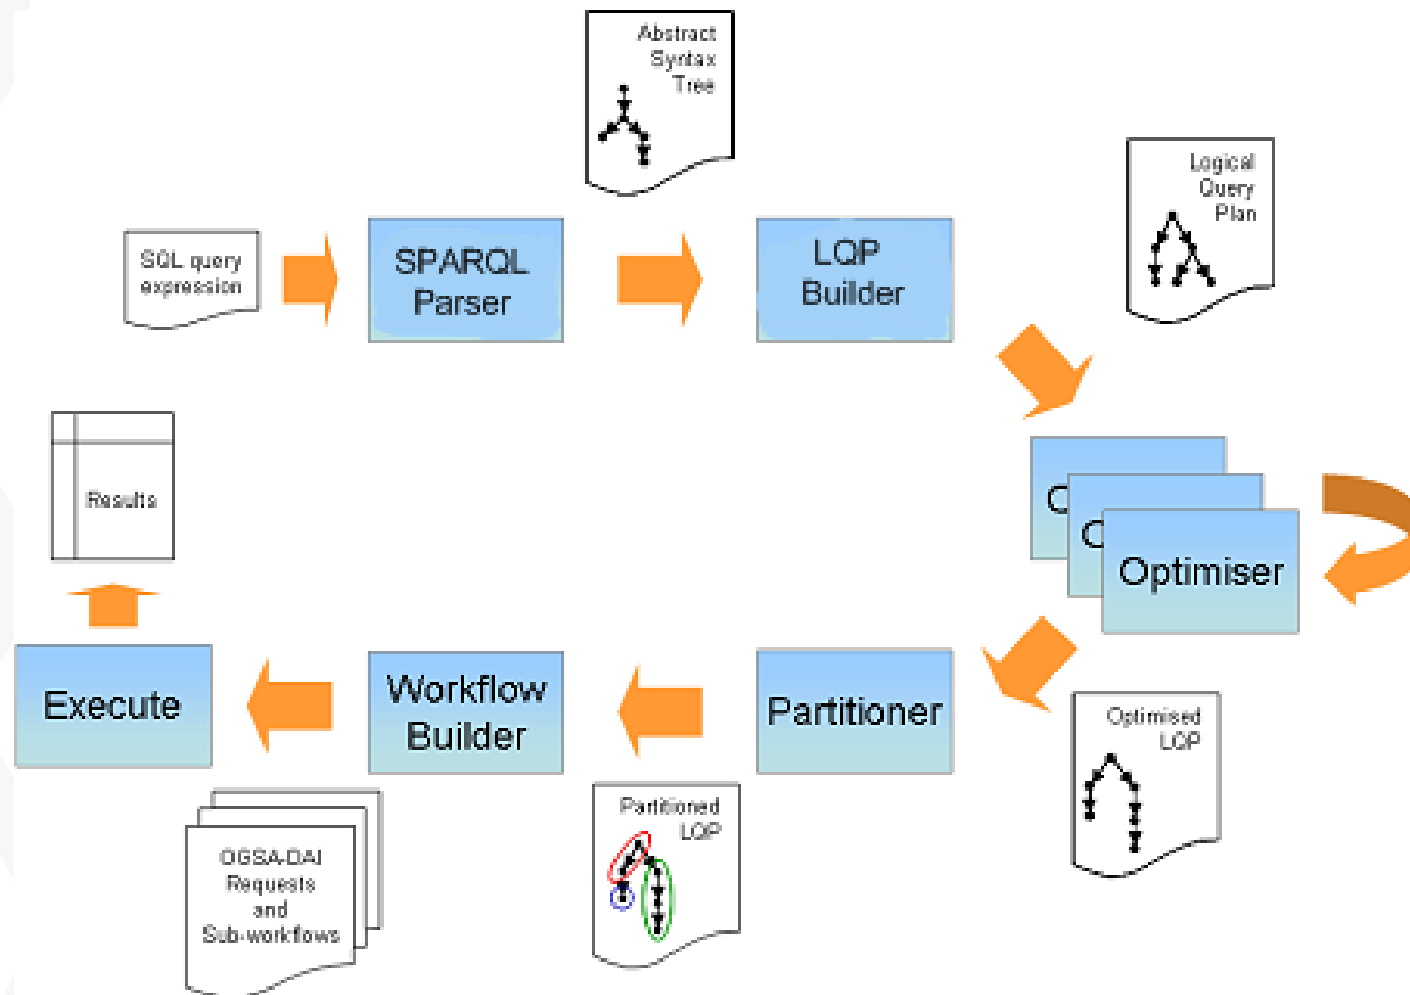 Abstract
Syntax
Tree
Logical
Query
Plan
SQL query
expression
SPARQL
Parser
LQP
Builder
Results
O
O
Optimiser
Execute
Workflow
Builder
Partitioner
Optimised
LQP
Partitioned
LQP
OGSA-DAI
Requests
and
Sub-workflows